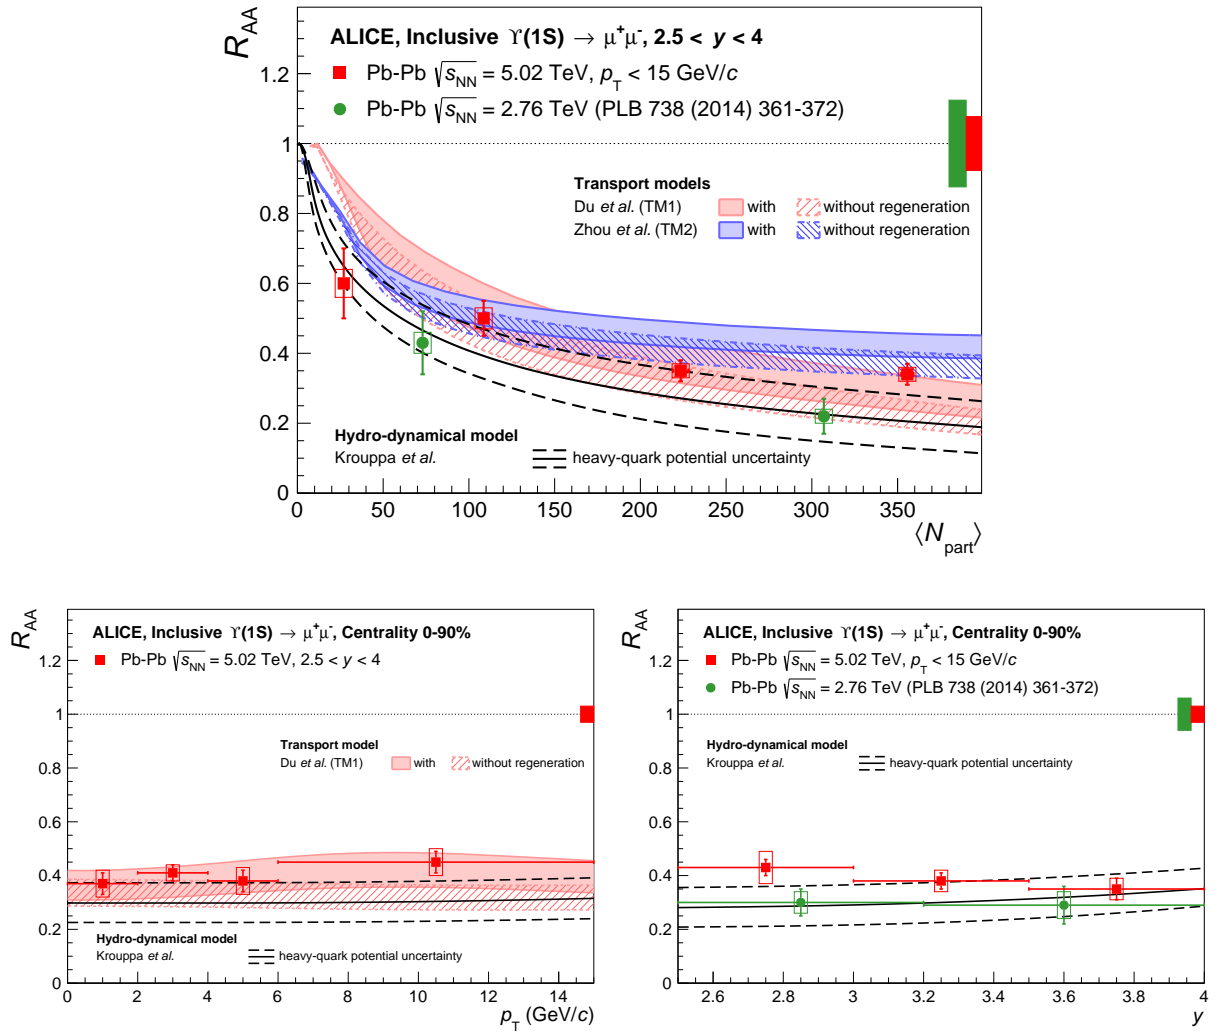 R_AA
ALICE, Inclusive ϒ(1S) → μ⁺μ⁻, 2.5 < y < 4
Pb-Pb √s_NN = 5.02 TeV, p_T < 15 GeV/c
Pb-Pb √s_NN = 2.76 TeV (PLB 738 (2014) 361-372)
Transport models
Du et al. (TM1) with without regeneration
Zhou et al. (TM2) with without regeneration
Hydro-dynamical model
Krouppa et al. heavy-quark potential uncertainty
1.2
1
0.8
0.6
0.4
0.2
0
0 50 100 150 200 250 300 350
⟨N_part⟩
R_AA
ALICE, Inclusive ϒ(1S) → μ⁺μ⁻, Centrality 0-90%
Pb-Pb √s_NN = 5.02 TeV, 2.5 < y < 4
Transport model
Du et al. (TM1) with without regeneration
Hydro-dynamical model
Krouppa et al. heavy-quark potential uncertainty
1.2
1
0.8
0.6
0.4
0.2
0
0 2 4 6 8 10 12 14
p_T (GeV/c)
R_AA
ALICE, Inclusive ϒ(1S) → μ⁺μ⁻, Centrality 0-90%
Pb-Pb √s_NN = 5.02 TeV, p_T < 15 GeV/c
Pb-Pb √s_NN = 2.76 TeV (PLB 738 (2014) 361-372)
Hydro-dynamical model
Krouppa et al. heavy-quark potential uncertainty
1.2
1
0.8
0.6
0.4
0.2
0
2.6 2.8 3 3.2 3.4 3.6 3.8 4
y